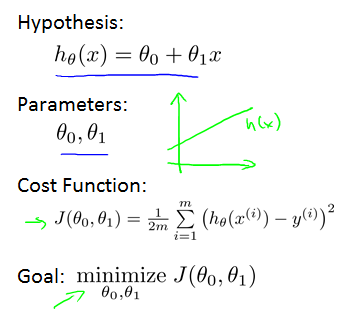 Hypothesis:
hθ(x) = θ₀ + θ₁x
Parameters:
θ₀, θ₁
h(x)
Cost Function:
→ J(θ₀, θ₁) = 1/2m ∑ᵢ₌₁ᵐ (hθ(x⁽ⁱ⁾) − y⁽ⁱ⁾)²
Goal: minimize J(θ₀, θ₁)
θ₀,θ₁